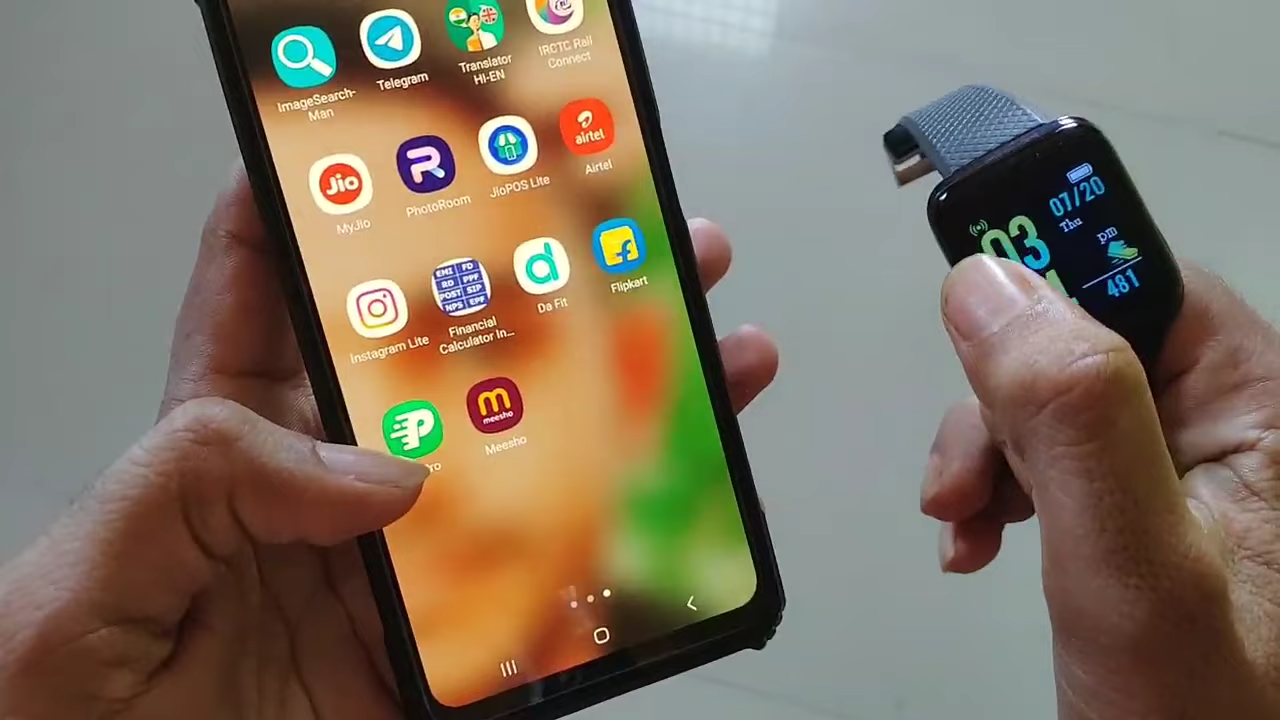 ImageSearch-
Man
Telegram
Translator
HI-EN
IRCTC Rail
Connect
Jio
MyJio
PhotoRoom
JioPOS Lite
airtel
Airtel
Instagram Lite
EMI FD
RD PPF
POST SIP
NPS EPF
Financial
Calculator In...
Da Fit
Flipkart
ro
meesho
Meesho
03
07/20
Thu
pm
481